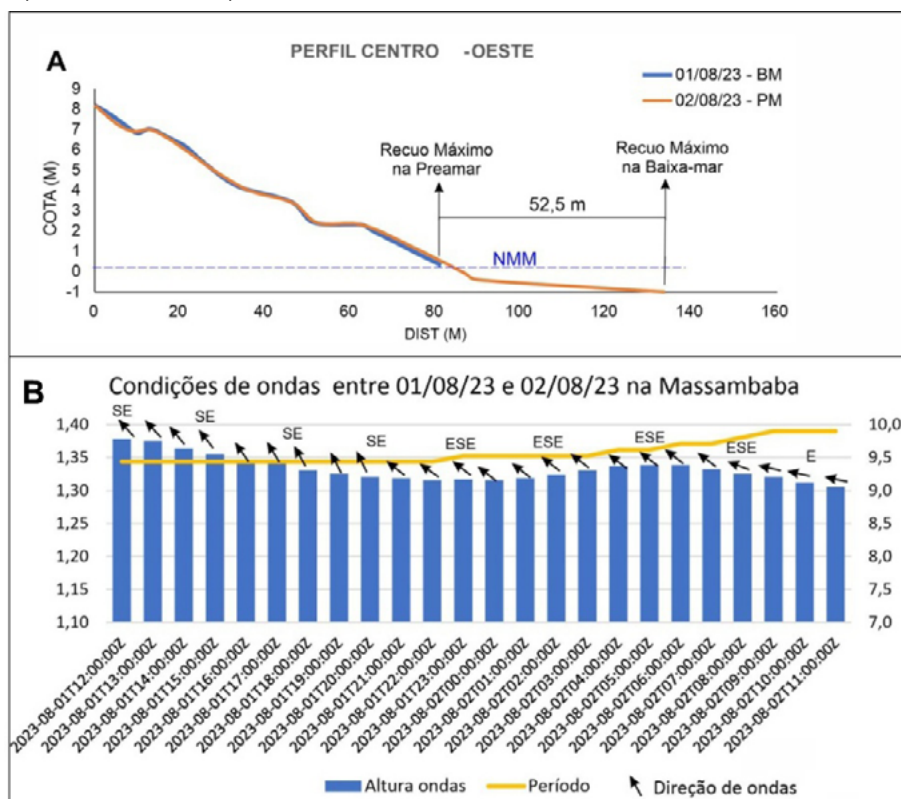 A
PERFIL CENTRO -OESTE
01/08/23 - BM
02/08/23 - PM
Recuo Máximo
na Preamar
Recuo Máximo
na Baixa-mar
52,5 m
NMM
COTA (M)
9
8
7
6
5
4
3
2
1
0
-1
0 20 40 60 80 100 120 140 160
DIST (M)
B
Condições de ondas entre 01/08/23 e 02/08/23 na Massambaba
1,40
1,35
1,30
1,25
1,20
1,15
1,10
SE SE SE SE ESE ESE ESE ESE E
10,0
9,5
9,0
8,5
8,0
7,5
7,0
2023-08-01T12:00:00Z
2023-08-01T13:00:00Z
2023-08-01T14:00:00Z
2023-08-01T15:00:00Z
2023-08-01T16:00:00Z
2023-08-01T17:00:00Z
2023-08-01T18:00:00Z
2023-08-01T19:00:00Z
2023-08-01T20:00:00Z
2023-08-01T21:00:00Z
2023-08-01T22:00:00Z
2023-08-01T23:00:00Z
2023-08-02T00:00:00Z
2023-08-02T01:00:00Z
2023-08-02T02:00:00Z
2023-08-02T03:00:00Z
2023-08-02T04:00:00Z
2023-08-02T05:00:00Z
2023-08-02T06:00:00Z
2023-08-02T07:00:00Z
2023-08-02T08:00:00Z
2023-08-02T09:00:00Z
2023-08-02T10:00:00Z
2023-08-02T11:00:00Z
Altura ondas
Período
Direção de ondas